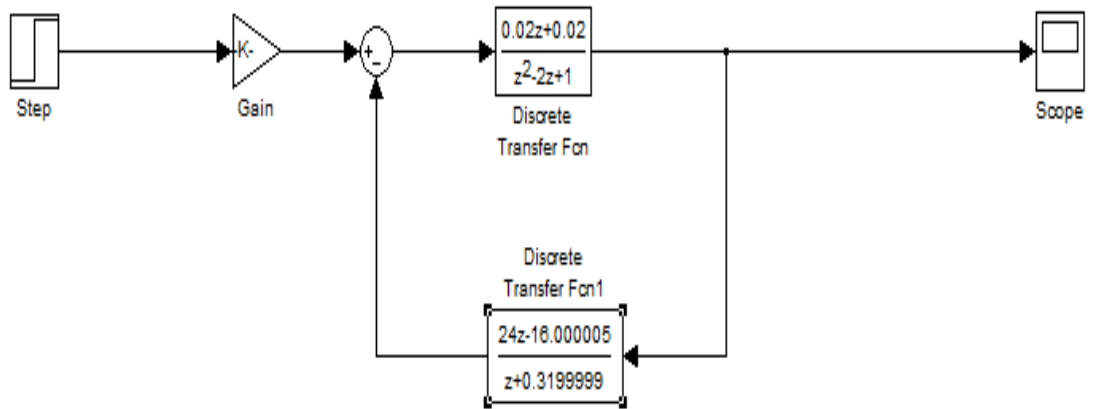 0.02z+0.02
z²-2z+1
-K-
+
−
Step
Gain
Discrete
Transfer Fcn
Scope
Discrete
Transfer Fcn1
24z-16.000005
z+0.3199999